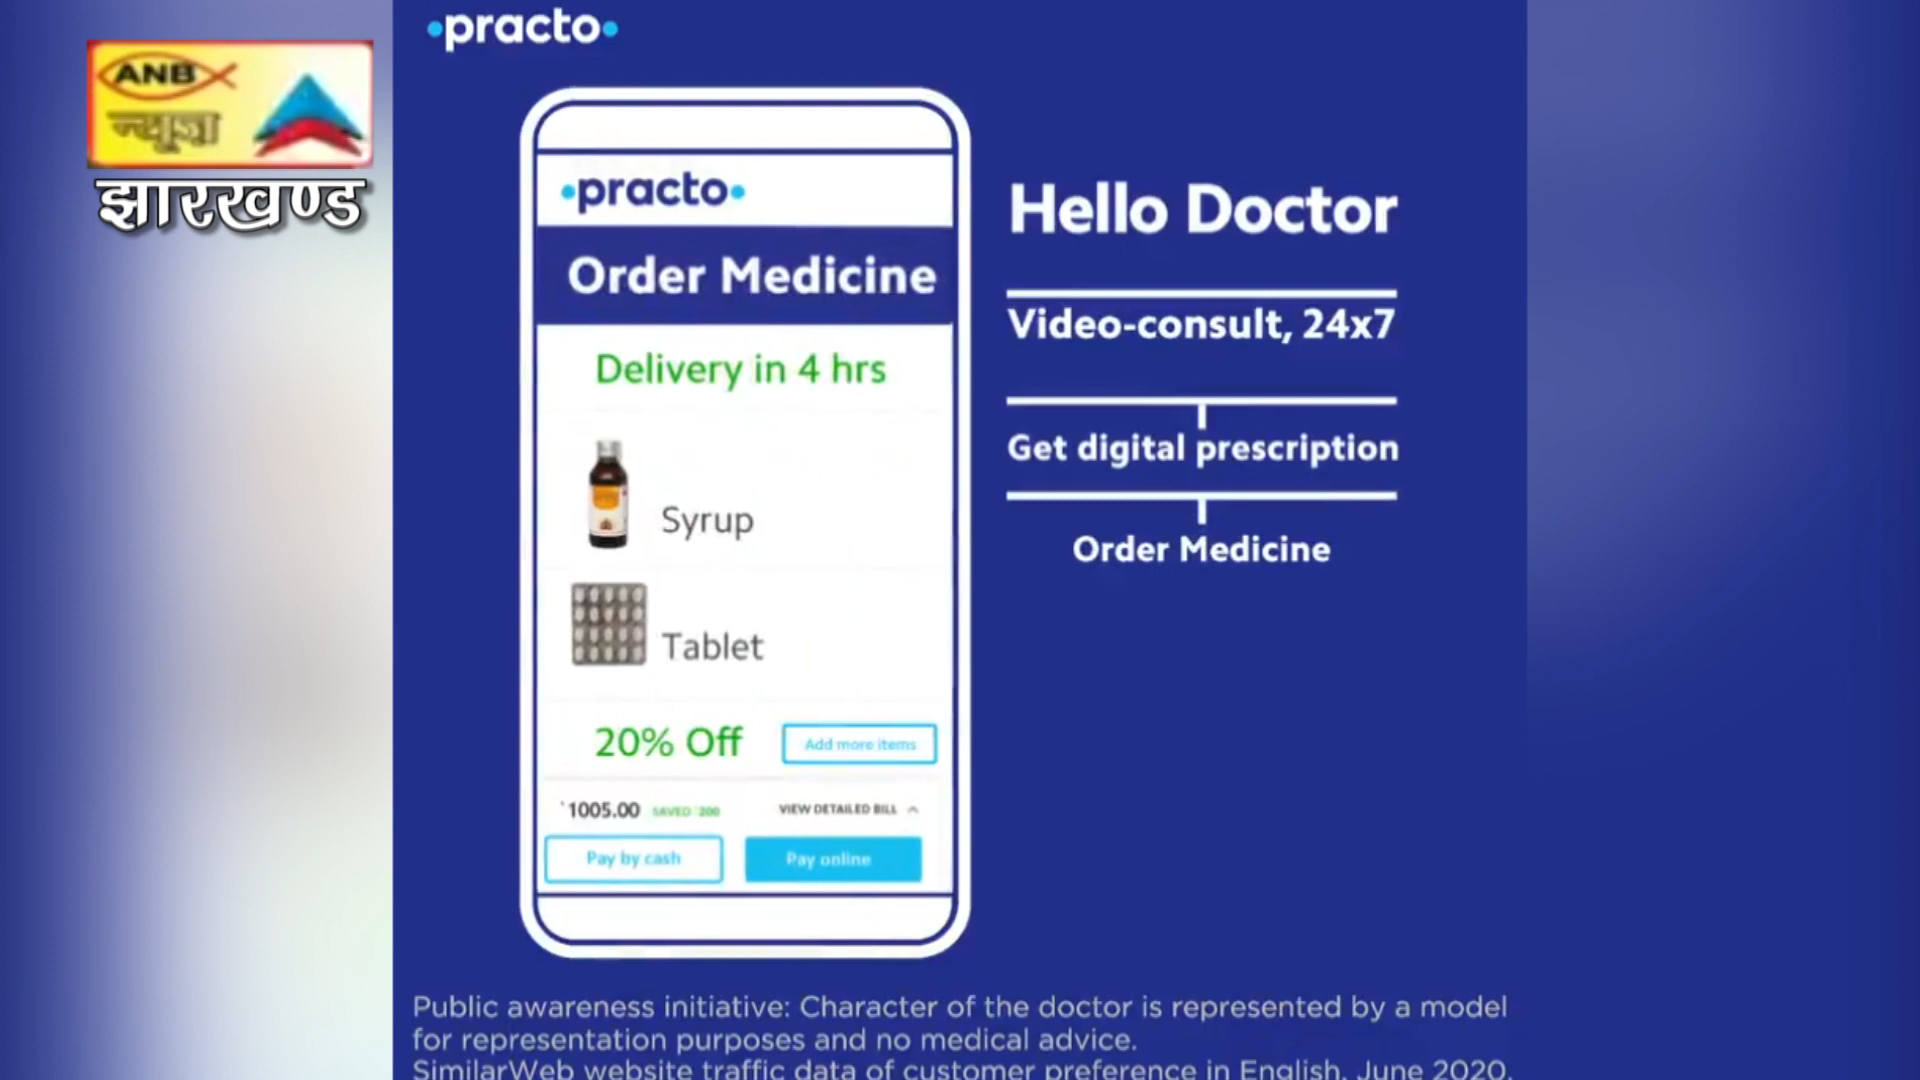 practo
ANB
न्यूज़
झारखण्ड
practo
Order Medicine
Delivery in 4 hrs
Syrup
Tablet
20% Off
Add more items
1005.00 SAVED 200
VIEW DETAILED BILL
Pay by cash
Pay online
Hello Doctor
Video-consult, 24x7
Get digital prescription
Order Medicine
Public awareness initiative: Character of the doctor is represented by a model
for representation purposes and no medical advice.
SimilarWeb website traffic data of customer preference in English, June 2020.